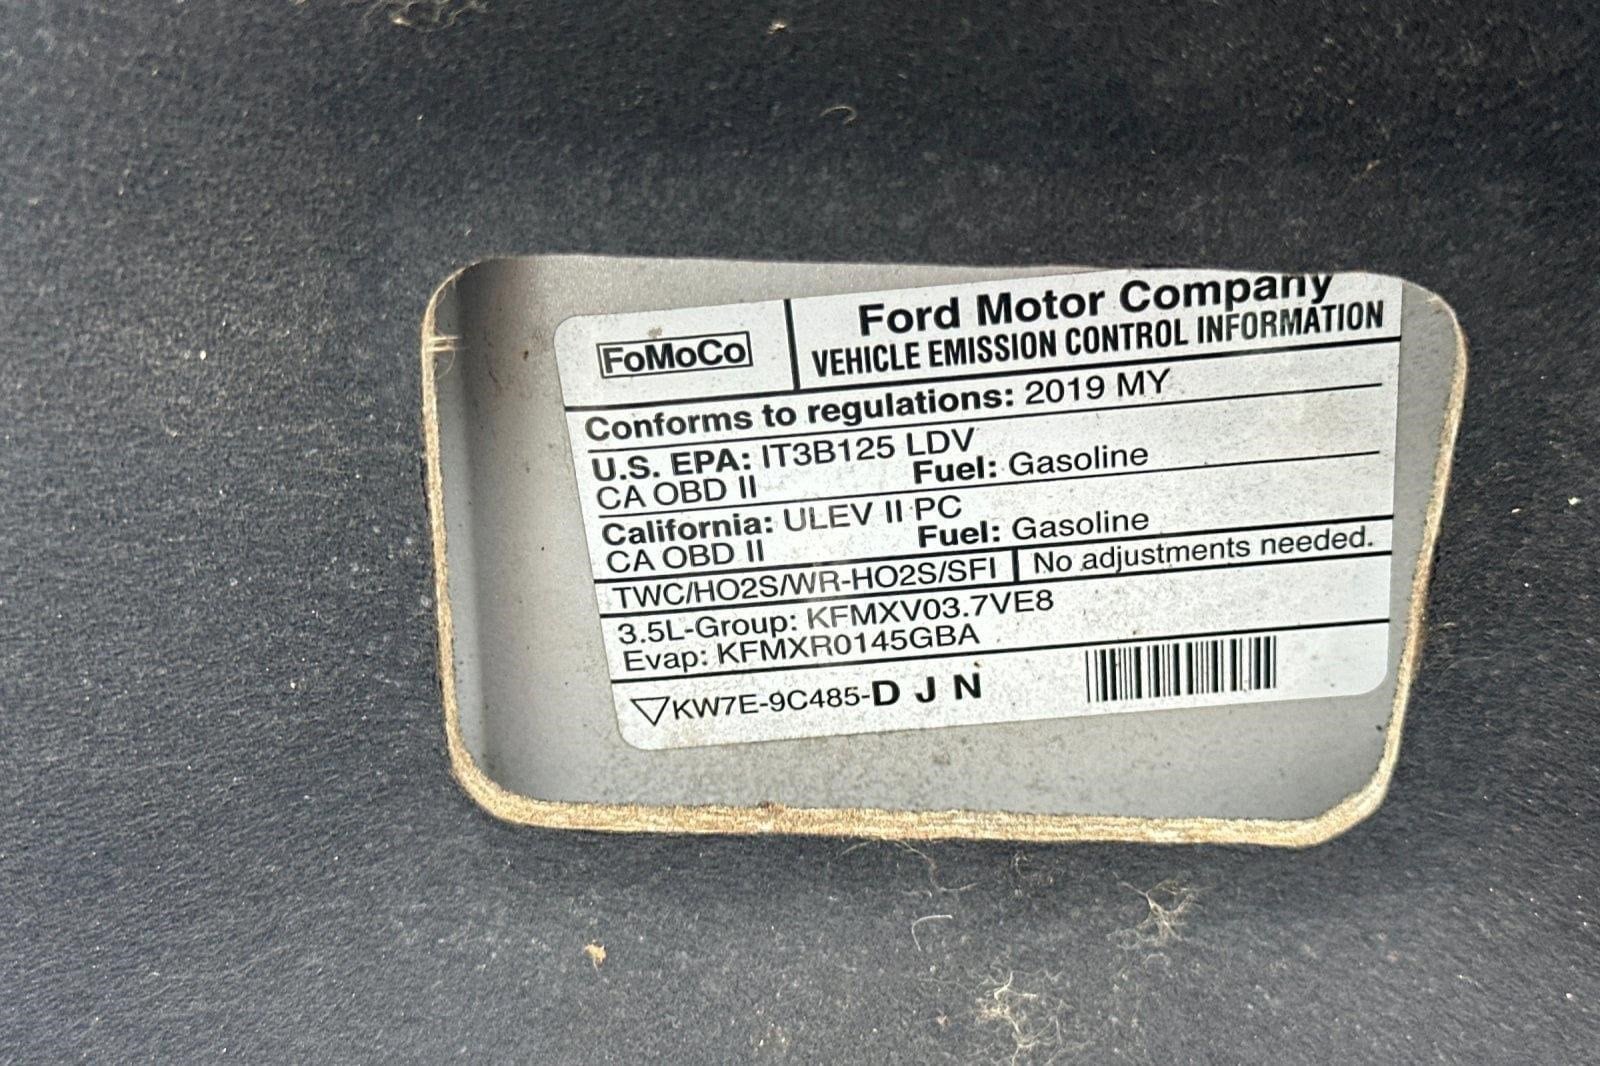 FoMoCo
Ford Motor Company
VEHICLE EMISSION CONTROL INFORMATION
Conforms to regulations: 2019 MY
U.S. EPA: IT3B125 LDV
CA OBD II Fuel: Gasoline
California: ULEV II PC
CA OBD II Fuel: Gasoline
TWC/HO2S/WR-HO2S/SFI No adjustments needed.
3.5L-Group: KFMXV03.7VE8
Evap: KFMXR0145GBA
KW7E-9C485-D J N